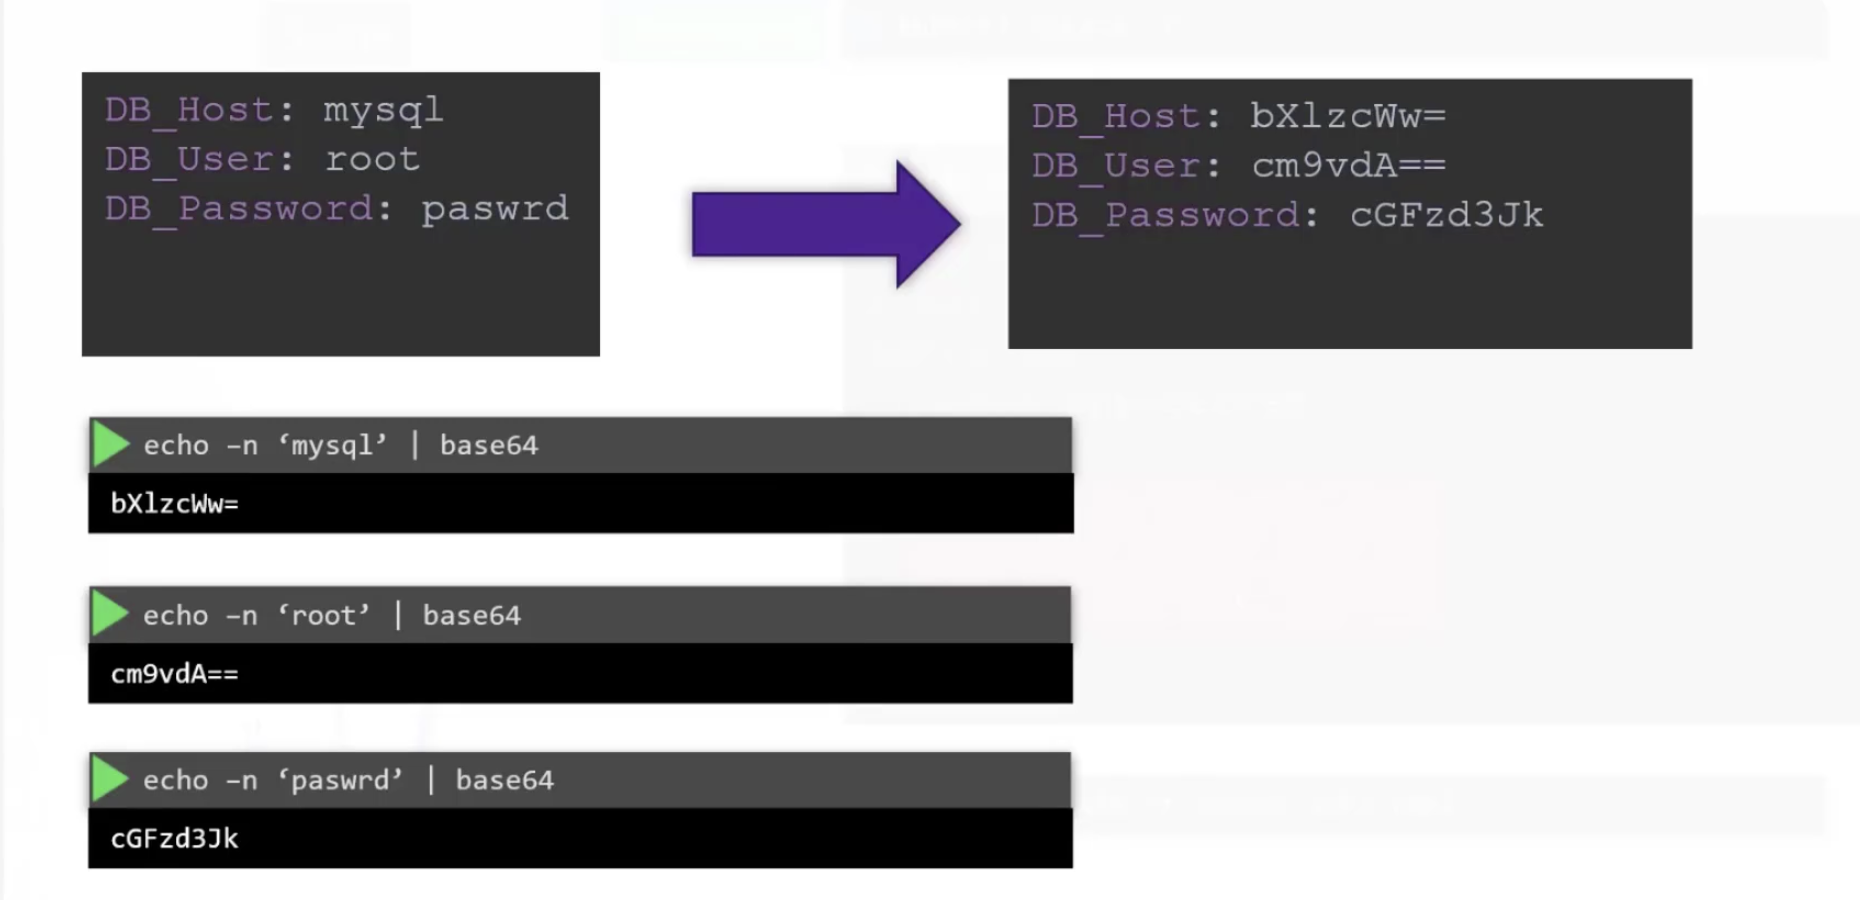 DB_Host: mysql
DB_User: root
DB_Password: paswrd
DB_Host: bXlzcWw=
DB_User: cm9vdA==
DB_Password: cGFzd3Jk
echo –n ‘mysql’ | base64
bXlzcWw=
echo –n ‘root’ | base64
cm9vdA==
echo –n ‘paswrd’ | base64
cGFzd3Jk